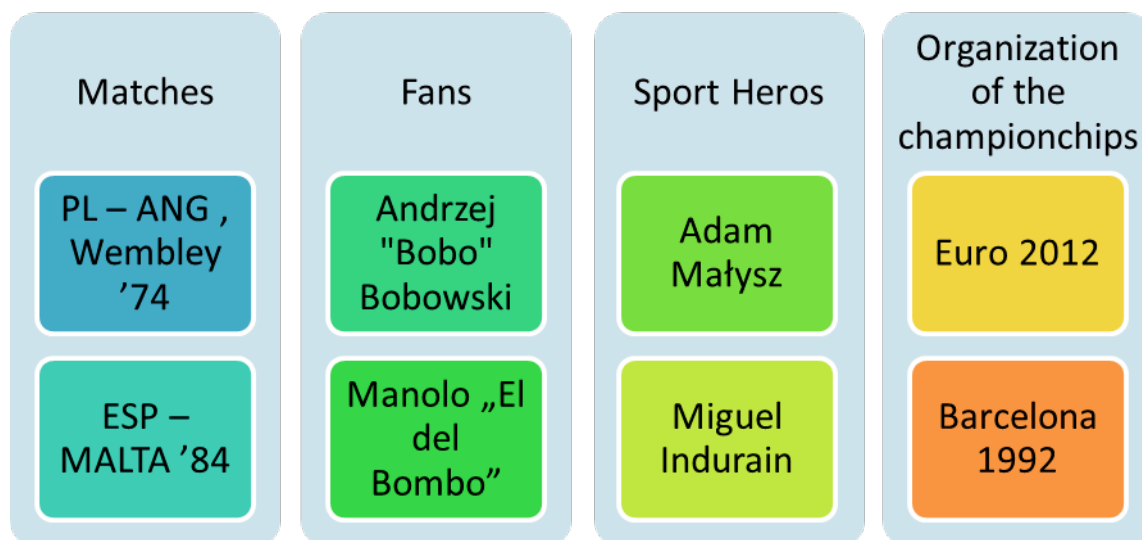 Matches
PL – ANG ,
Wembley
’74
ESP –
MALTA ’84
Fans
Andrzej
"Bobo"
Bobowski
Manolo „El
del
Bombo”
Sport Heros
Adam
Małysz
Miguel
Indurain
Organization
of the
championchips
Euro 2012
Barcelona
1992